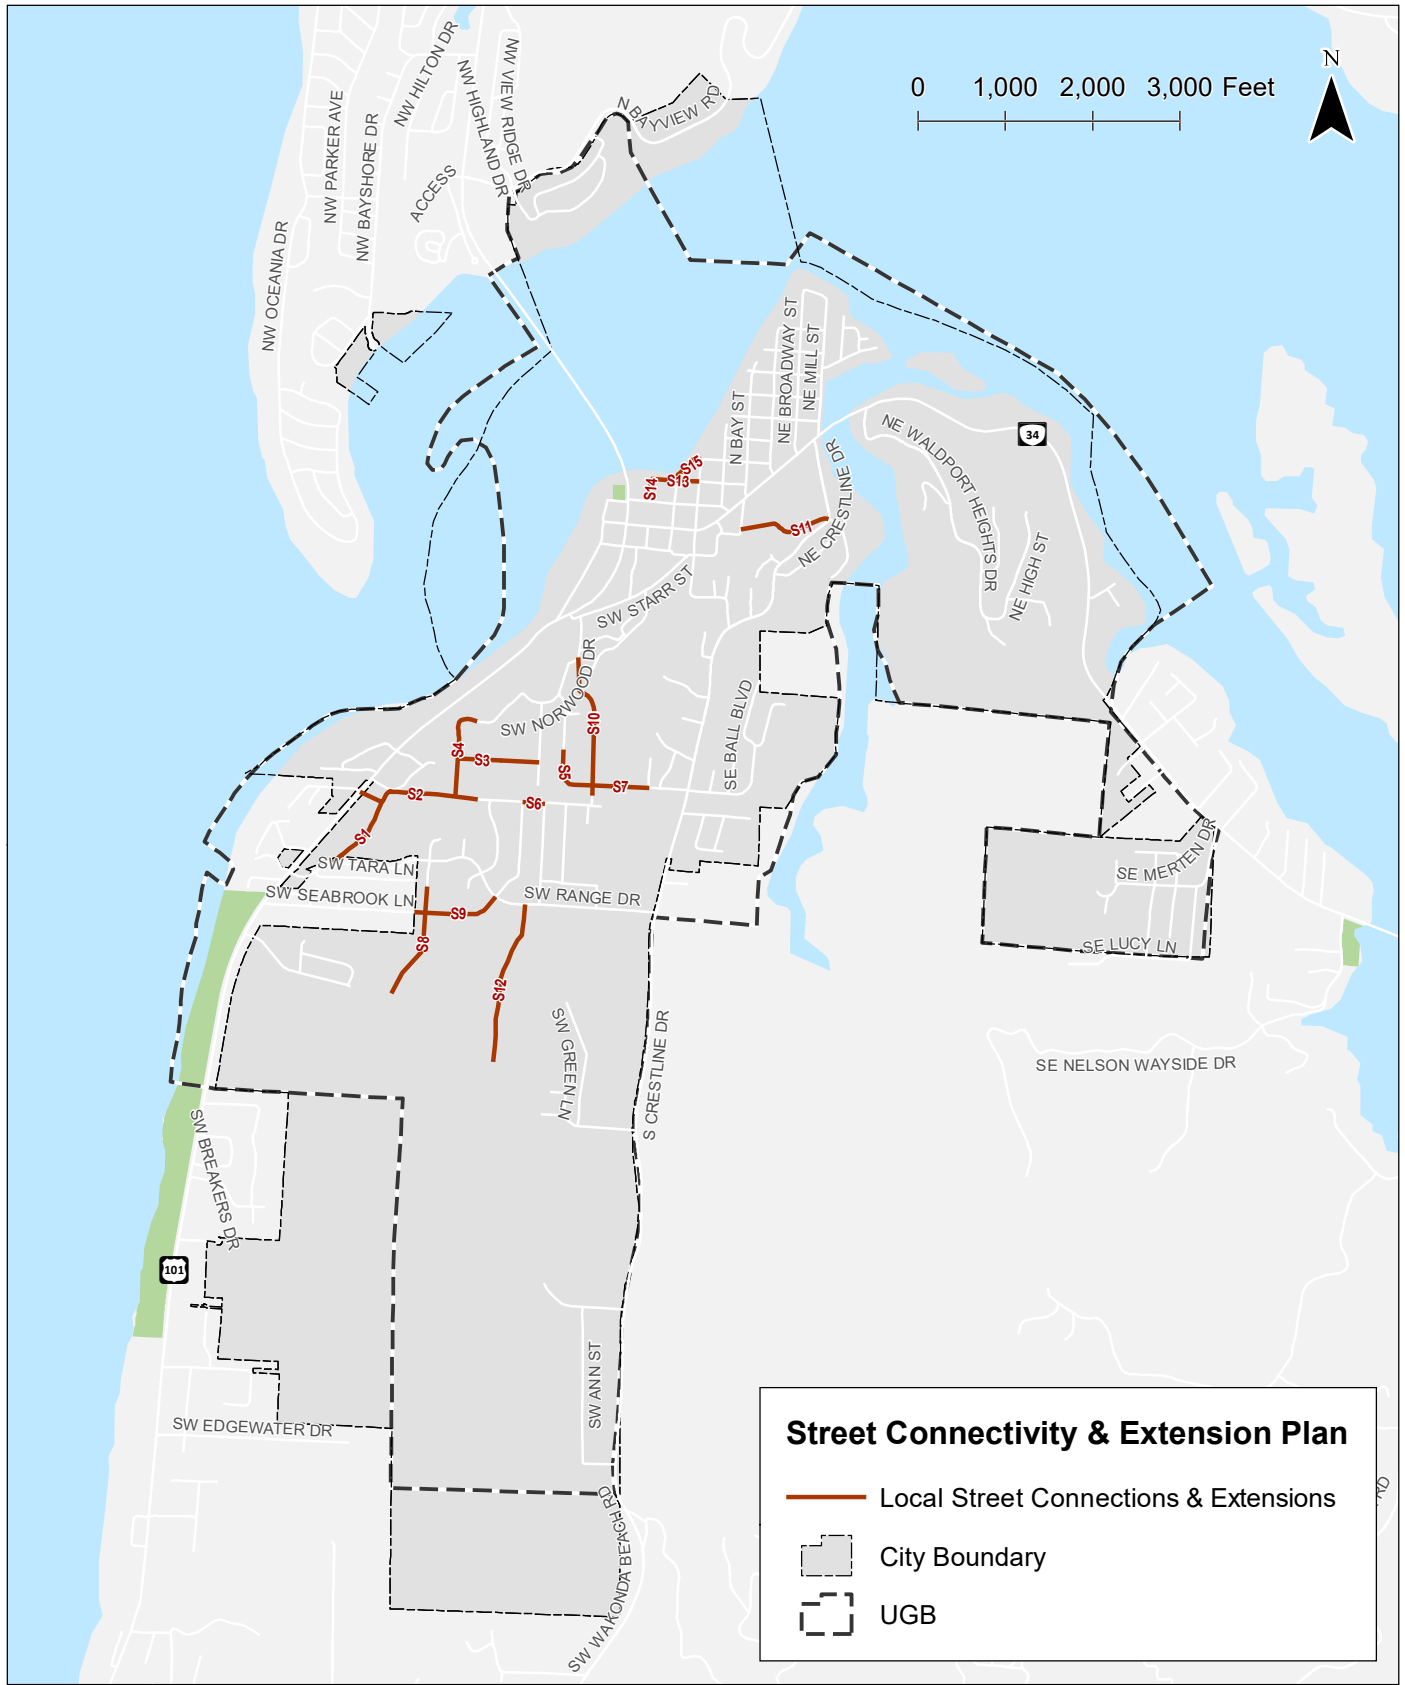 N
0 1,000 2,000 3,000 Feet
NW HILTON DR
NW VIEW RIDGE DR
NW HIGHLAND DR
NW PARKER AVE
NW BAYSHORE DR
ACCESS
NW OCEANIA DR
N BAYVIEW RD
NE BROADWAY ST
NE MILL ST
N BAY ST
34
NE WALDPORT HEIGHTS DR
NE HIGH ST
NE CRESTLINE DR
S15
S13
S14
S11
SW STARR ST
SW NORWOOD DR
SE BALL BLVD
S10
S4
S3
S5
S7
S2
S6
S1
SW TARA LN
SW SEABROOK LN
SW RANGE DR
S9
S8
S12
SE MERTEN DR
SE LUCY LN
SW GREEN LN
S CRESTLINE DR
SE NELSON WAYSIDE DR
SW BREAKERS DR
101
SW ANN ST
SW EDGEWATER DR
SW WAKONDA BEACH RD
RD
Street Connectivity & Extension Plan
Local Street Connections & Extensions
City Boundary
UGB